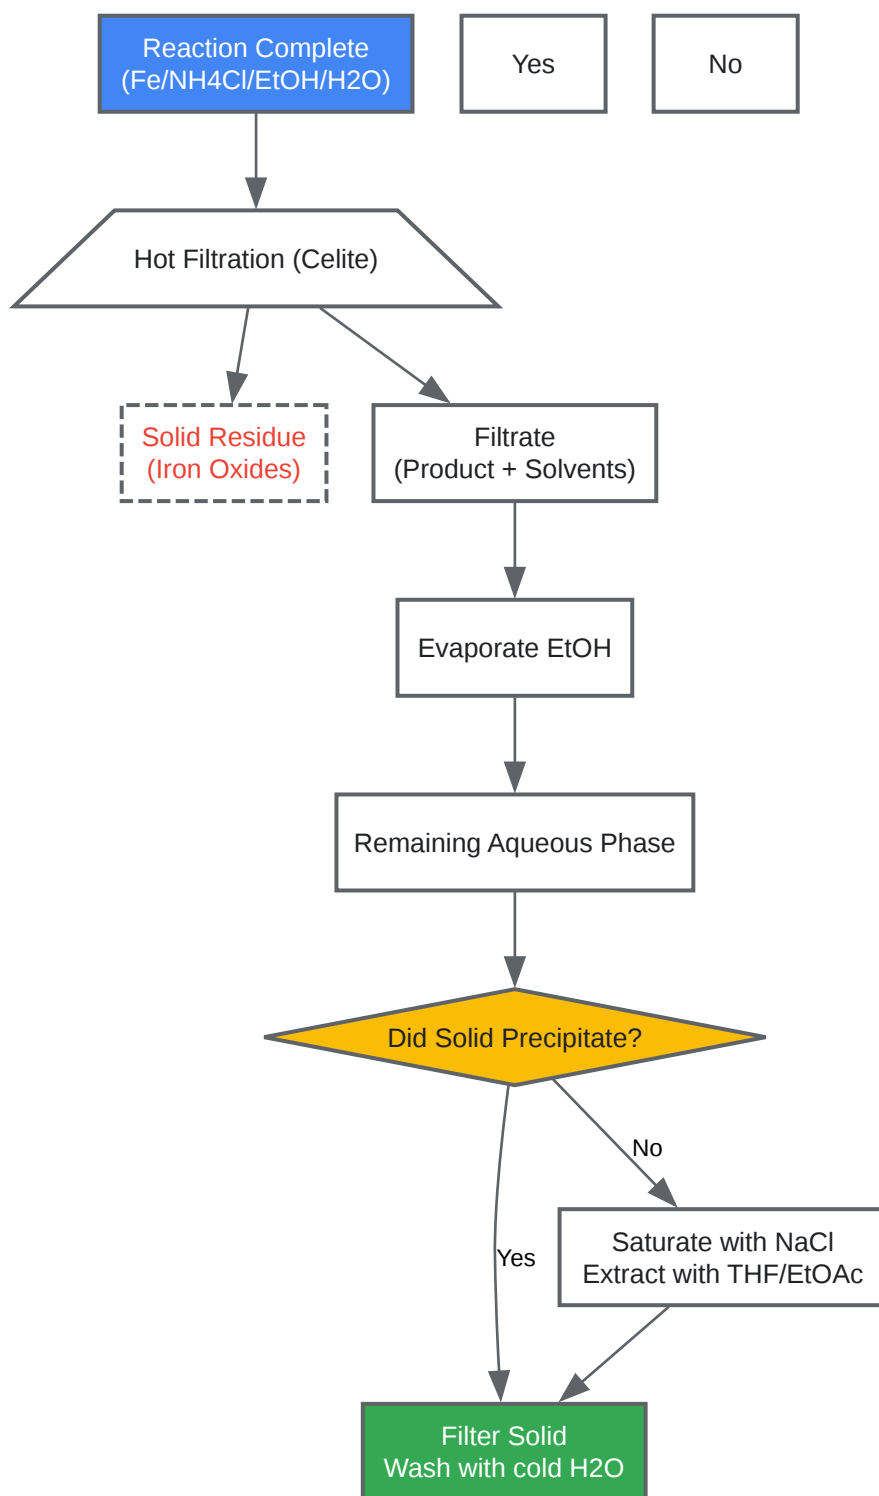 Reaction Complete
(Fe/NH4Cl/EtOH/H2O)
Yes
No
Hot Filtration (Celite)
Solid Residue
(Iron Oxides)
Filtrate
(Product + Solvents)
Evaporate EtOH
Remaining Aqueous Phase
Did Solid Precipitate?
No
Saturate with NaCl
Extract with THF/EtOAc
Yes
Filter Solid
Wash with cold H2O